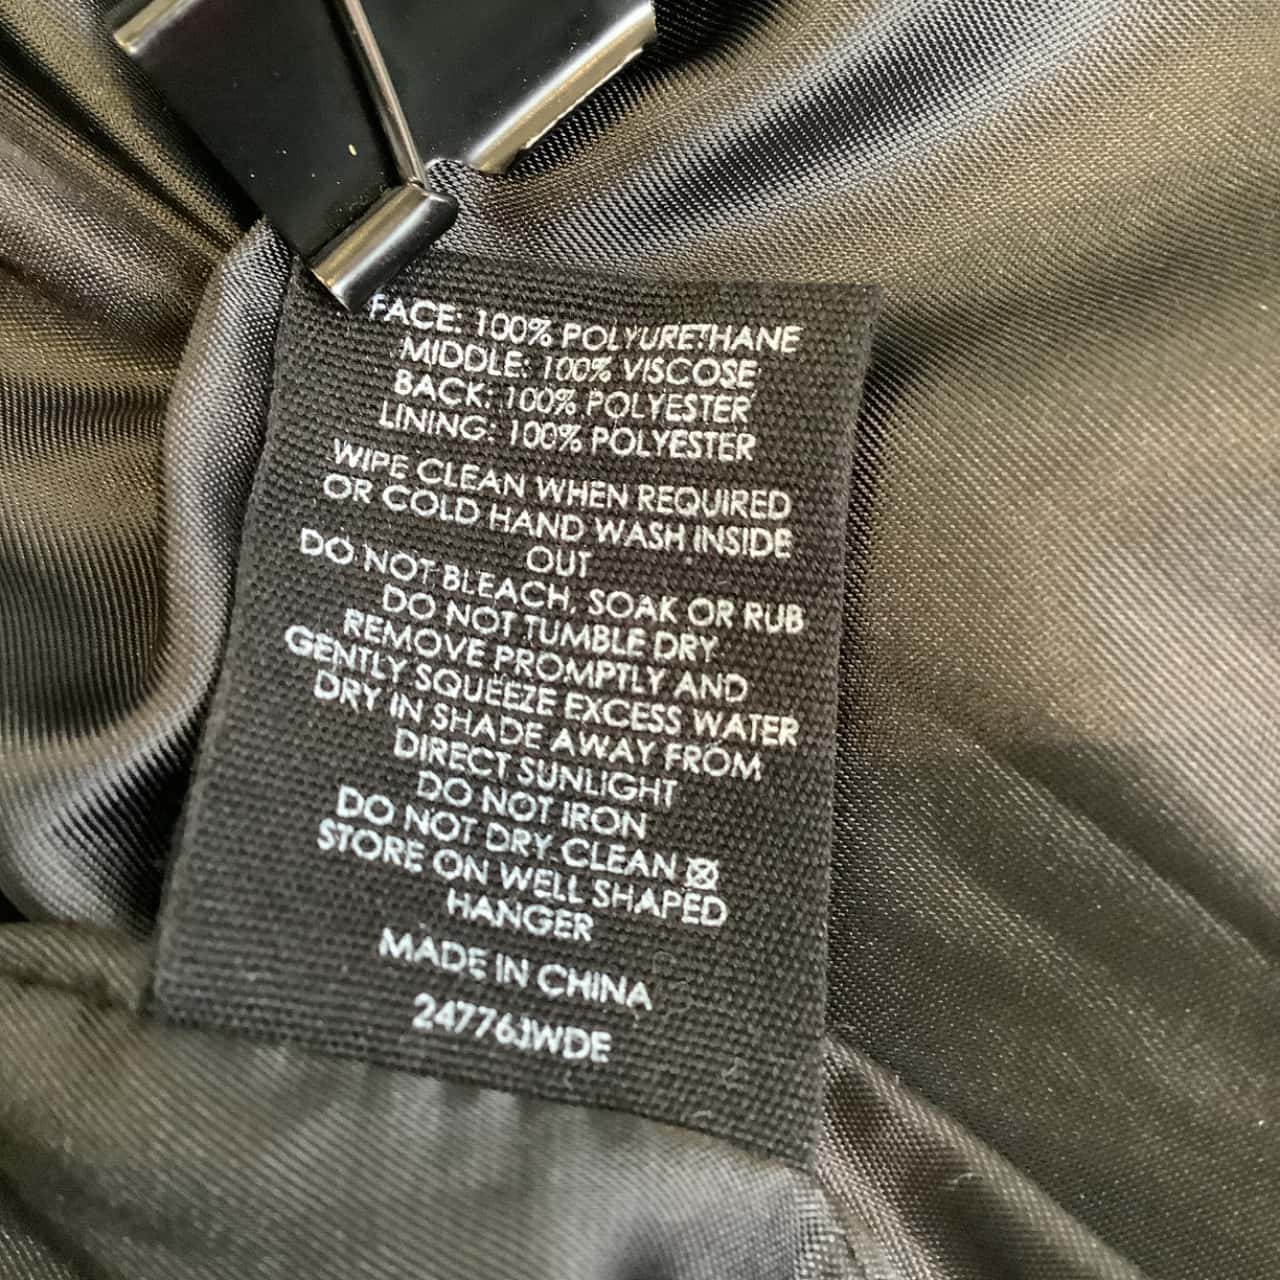 FACE: 100% POLYURETHANE
MIDDLE: 100% VISCOSE
BACK: 100% POLYESTER
LINING: 100% POLYESTER
WIPE CLEAN WHEN REQUIRED
OR COLD HAND WASH INSIDE
OUT
DO NOT BLEACH, SOAK OR RUB
DO NOT TUMBLE DRY
REMOVE PROMPTLY AND
GENTLY SQUEEZE EXCESS WATER
DRY IN SHADE AWAY FROM
DIRECT SUNLIGHT
DO NOT IRON
DO NOT DRY CLEAN
STORE ON WELL SHAPED
HANGER
MADE IN CHINA
247761WDE